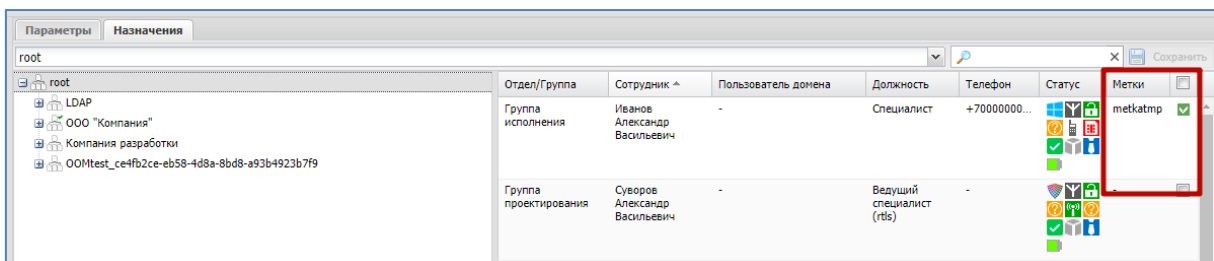 Параметры Назначения
root Сохранить
root
LDAP
ООО "Компания"
Компания разработки
OOMtest_ce4fb2ce-eb58-4d8a-8bd8-a93b4923b7f9
Отдел/Группа Сотрудник Пользователь домена Должность Телефон Статус Метки
Группа исполнения Иванов Александр Васильевич - Специалист +70000000... metkatmp
Группа проектирования Суворов Александр Васильевич - Ведущий специалист (rtls) - -